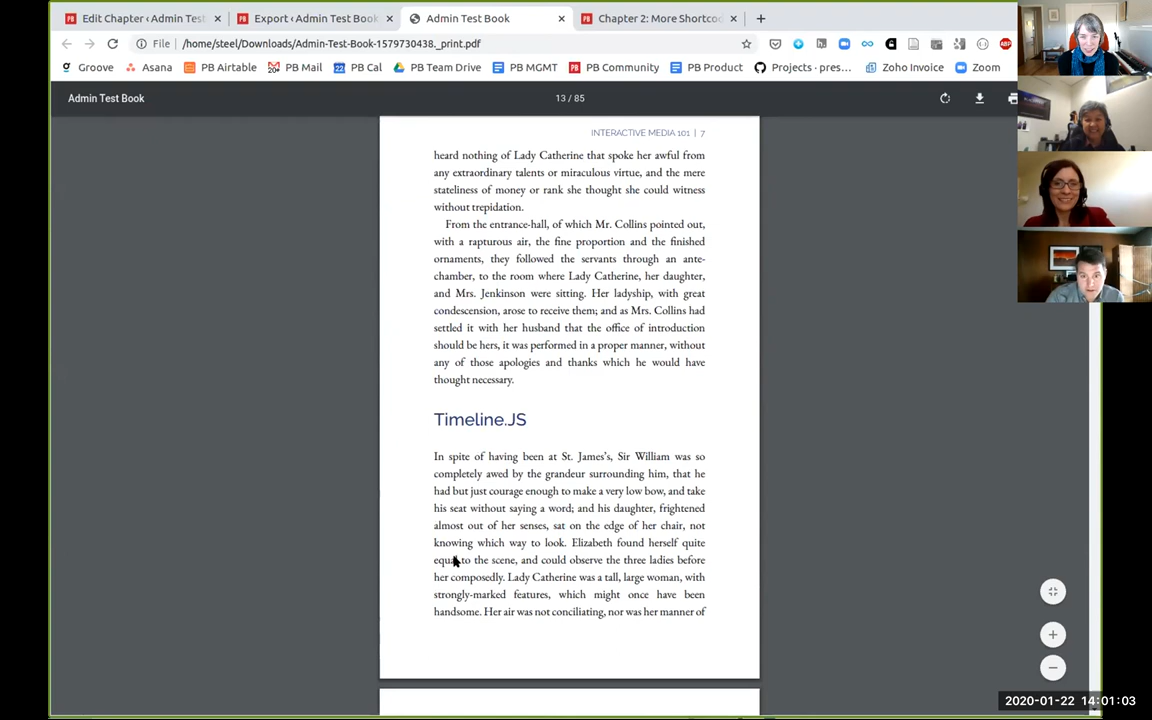 Edit Chapter ‹ Admin Test
Export ‹ Admin Test Book
Admin Test Book
Chapter 2: More Shortco
File
/home/steel/Downloads/Admin-Test-Book-1579730438._print.pdf
Groove
Asana
PB Airtable
PB Mail
22 PB Cal
PB Team Drive
PB MGMT
PB Community
PB Product
Projects · pres…
Zoho Invoice
Zoom
Admin Test Book
13 / 85
INTERACTIVE MEDIA 101 | 7
heard nothing of Lady Catherine that spoke her awful from
any extraordinary talents or miraculous virtue, and the mere
stateliness of money or rank she thought she could witness
without trepidation.
From the entrance-hall, of which Mr. Collins pointed out,
with a rapturous air, the fine proportion and the finished
ornaments, they followed the servants through an ante-
chamber, to the room where Lady Catherine, her daughter,
and Mrs. Jenkinson were sitting. Her ladyship, with great
condescension, arose to receive them; and as Mrs. Collins had
settled it with her husband that the office of introduction
should be hers, it was performed in a proper manner, without
any of those apologies and thanks which he would have
thought necessary.
Timeline.JS
In spite of having been at St. James's, Sir William was so
completely awed by the grandeur surrounding him, that he
had but just courage enough to make a very low bow, and take
his seat without saying a word; and his daughter, frightened
almost out of her senses, sat on the edge of her chair, not
knowing which way to look. Elizabeth found herself quite
equal to the scene, and could observe the three ladies before
her composedly. Lady Catherine was a tall, large woman, with
strongly-marked features, which might once have been
handsome. Her air was not conciliating, nor was her manner of
2020-01-22 14:01:03